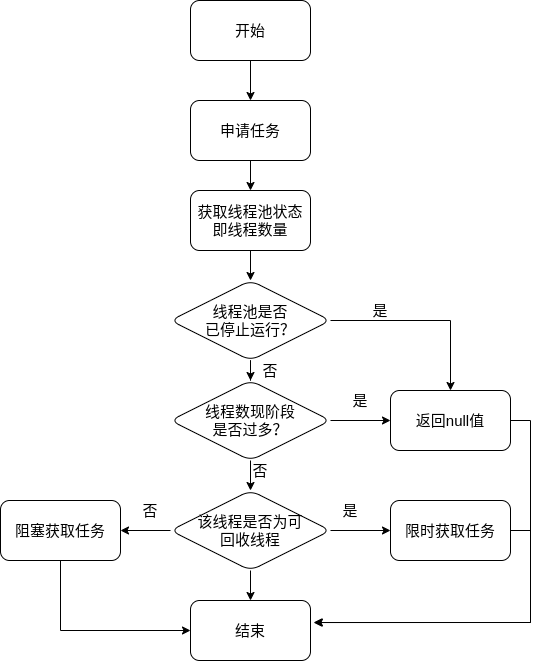 开始
申请任务
获取线程池状态
即线程数量
线程池是否
已停止运行?
是
否
线程数现阶段
是否过多?
是
返回null值
否
阻塞获取任务
否
该线程是否为可
回收线程
是
限时获取任务
结束